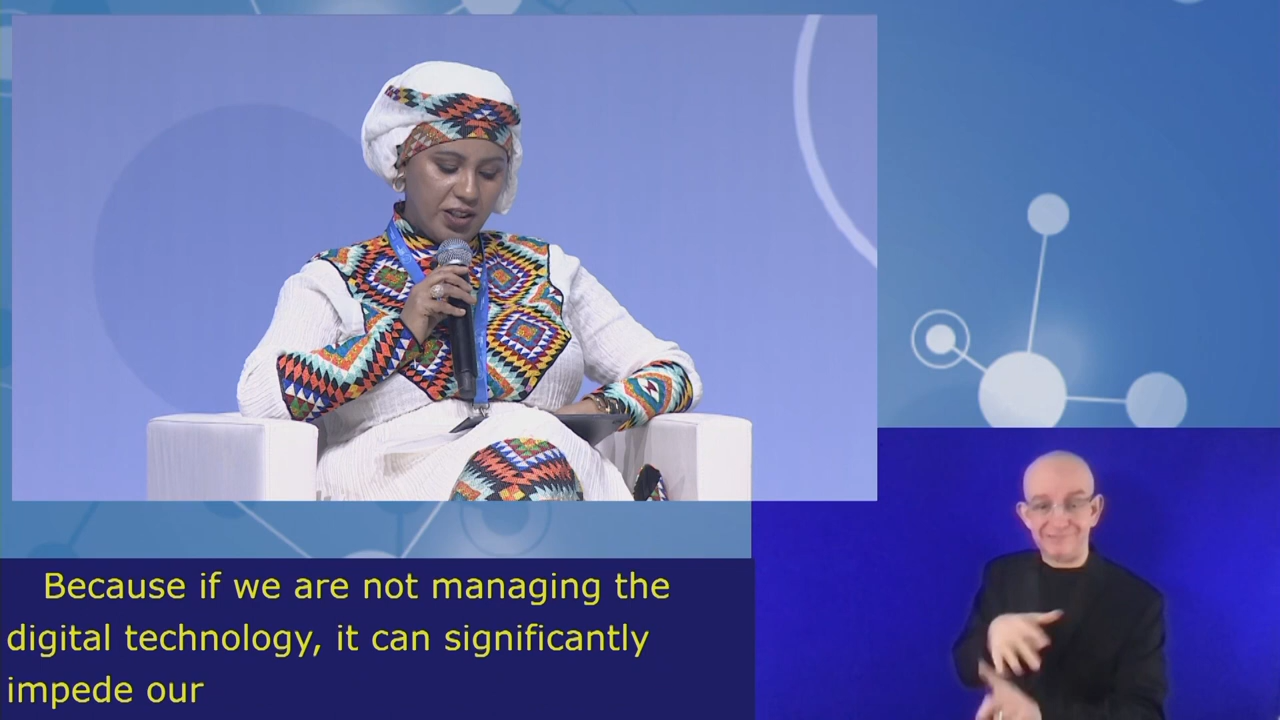 Because if we are not managing the
digital technology, it can significantly
impede our